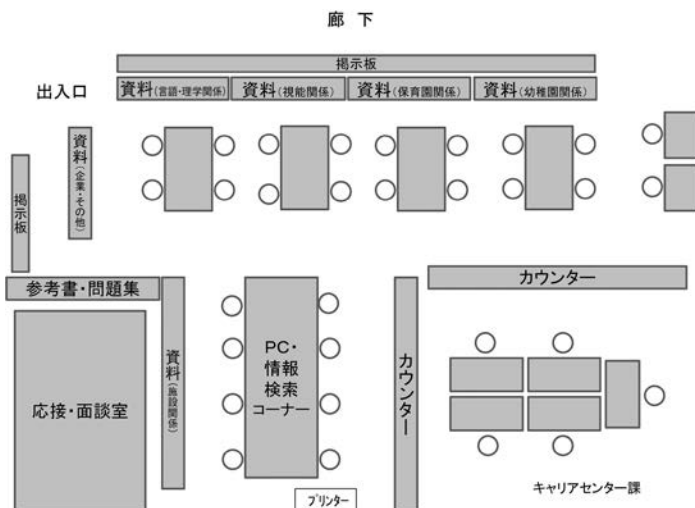 廊下
掲示板
出入口
資料(言語・理学関係)
資料(視能関係)
資料(保育園関係)
資料(幼稚園関係)
資料(企業・その他)
掲示板
参考書・問題集
カウンター
資料(施設関係)
PC・
情報
検索
コーナー
カウンター
応接・面談室
キャリアセンター課
プリンター